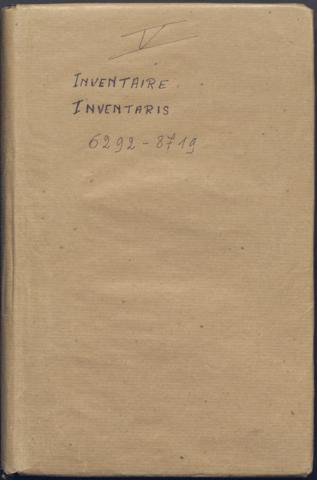 V
INVENTAIRE
INVENTARIS
6292-8719